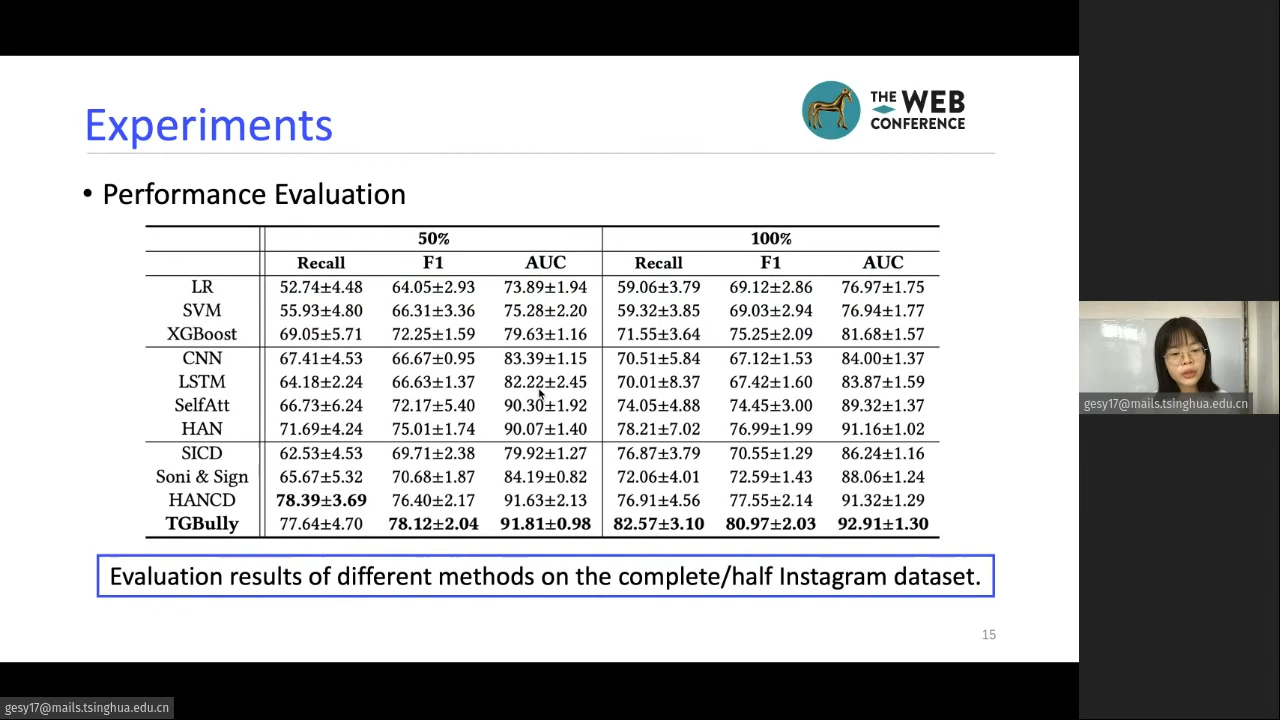 Experiments
THE WEB
CONFERENCE
• Performance Evaluation
50% 100%
Recall F1 AUC Recall F1 AUC
LR 52.74±4.48 64.05±2.93 73.89±1.94 59.06±3.79 69.12±2.86 76.97±1.75
SVM 55.93±4.80 66.31±3.36 75.28±2.20 59.32±3.85 69.03±2.94 76.94±1.77
XGBoost 69.05±5.71 72.25±1.59 79.63±1.16 71.55±3.64 75.25±2.09 81.68±1.57
CNN 67.41±4.53 66.67±0.95 83.39±1.15 70.51±5.84 67.12±1.53 84.00±1.37
LSTM 64.18±2.24 66.63±1.37 82.22±2.45 70.01±8.37 67.42±1.60 83.87±1.59
SelfAtt 66.73±6.24 72.17±5.40 90.30±1.92 74.05±4.88 74.45±3.00 89.32±1.37
HAN 71.69±4.24 75.01±1.74 90.07±1.40 78.21±7.02 76.99±1.99 91.16±1.02
SICD 62.53±4.53 69.71±2.38 79.92±1.27 76.87±3.79 70.55±1.29 86.24±1.16
Soni & Sign 65.67±5.32 70.68±1.87 84.19±0.82 72.06±4.01 72.59±1.43 88.06±1.24
HANCD 78.39±3.69 76.40±2.17 91.63±2.13 76.91±4.56 77.55±2.14 91.32±1.29
TGBully 77.64±4.70 78.12±2.04 91.81±0.98 82.57±3.10 80.97±2.03 92.91±1.30
Evaluation results of different methods on the complete/half Instagram dataset.
15
gesy17@mails.tsinghua.edu.cn
gesy17@mails.tsinghua.edu.cn